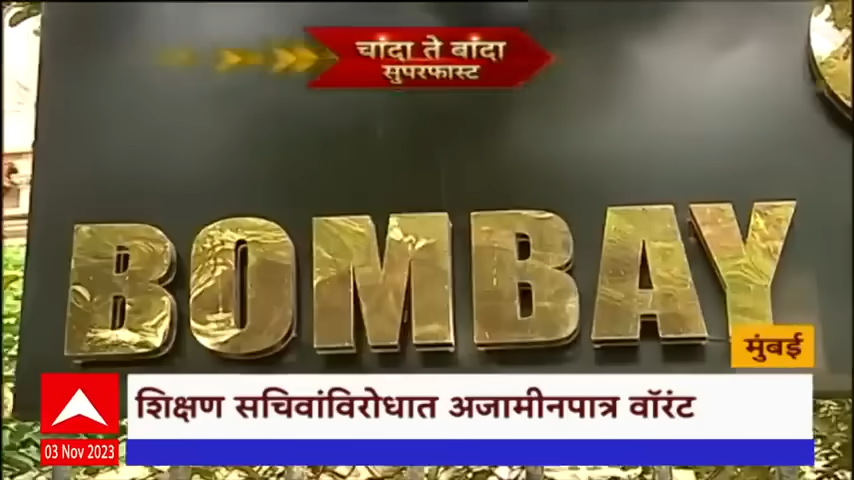 चांदा ते बांदा
सुपरफास्ट
BOMBAY
मुंबई
शिक्षण सचिवांविरोधात अजामीनपात्र वॉरंट
03 Nov 2023